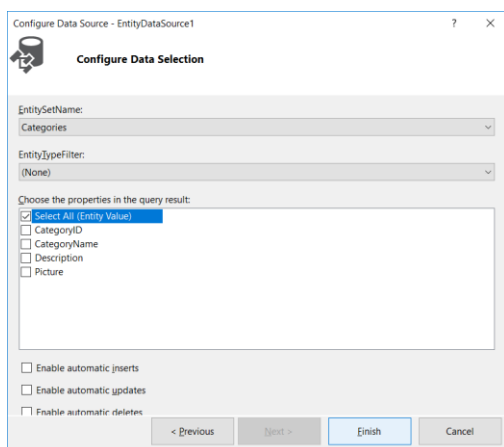 Configure Data Source - EntityDataSource1
?
Configure Data Selection
EntitySetName:
Categories
EntityTypeFilter:
(None)
Choose the properties in the query result:
Select All (Entity Value)
CategoryID
CategoryName
Description
Picture
Enable automatic inserts
Enable automatic updates
Enable automatic deletes
< Previous
Next >
Finish
Cancel